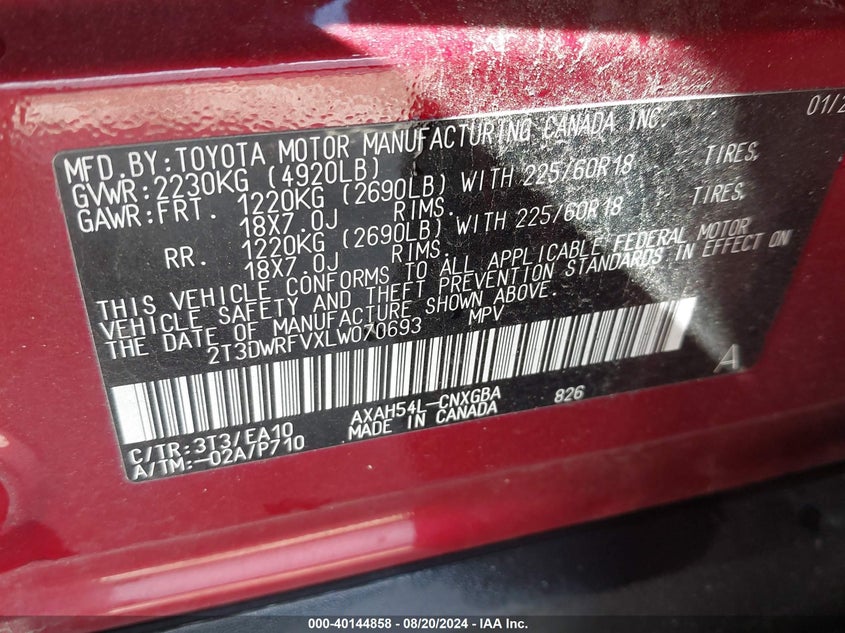 01/2
MFD.BY:TOYOTA MOTOR MANUFACTURING CANADA INC.
GVWR:2230KG (4920LB)
GAWR:FRT. 1220KG (2690LB) WITH 225/60R18 TIRES,
18X7.0J RIMS.
RR. 1220KG (2690LB) WITH 225/60R18 TIRES,
18X7.0J RIMS.
THIS VEHICLE CONFORMS TO ALL APPLICABLE FEDERAL MOTOR
VEHICLE SAFETY AND THEFT PREVENTION STANDARDS IN EFFECT ON
THE DATE OF MANUFACTURE SHOWN ABOVE.
2T3DWRFVXLW070693 MPV
A
AXAH54L-CNXGBA 826
C/TR:3T3/EA10 MADE IN CANADA
A/TM:-02A/P710
000-40144858 - 08/20/2024 - IAA Inc.